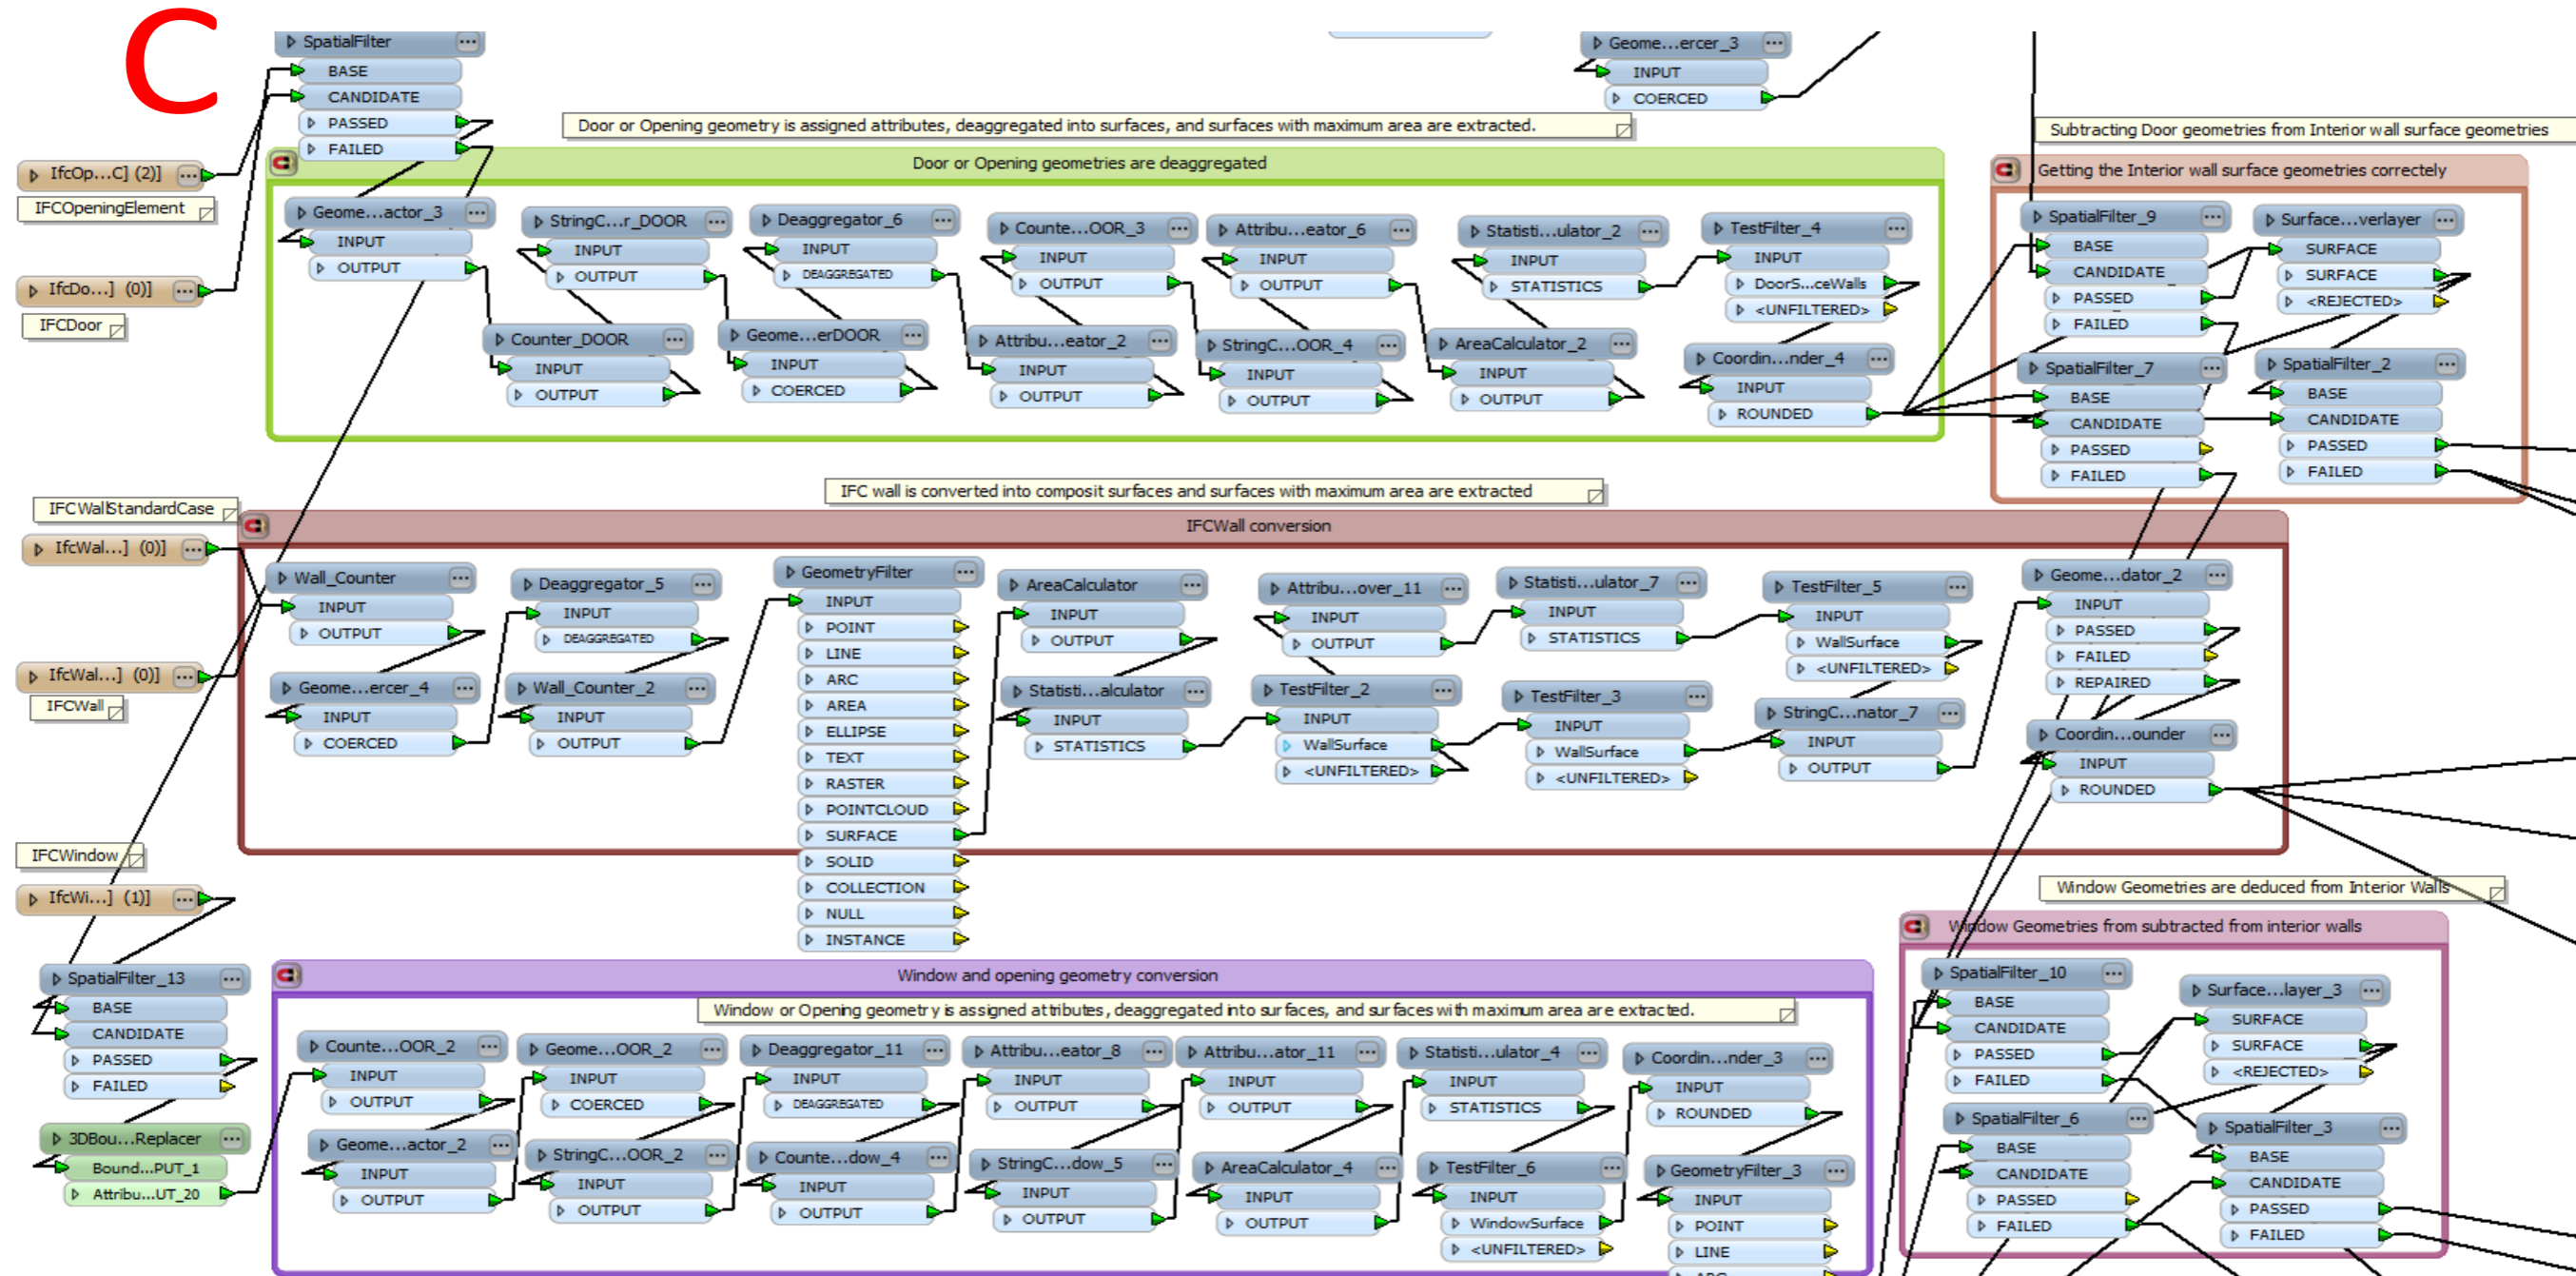 C
SpatialFilter
BASE
CANDIDATE
PASSED
FAILED
IfcOp...C] (2)]
IFCOpeningElement
IfcDo...] (0)]
IFCDoor
Geome...ercer_3
INPUT
COERCED
Door or Opening geometry is assigned attributes, deaggregated into surfaces, and surfaces with maximum area are extracted.
Door or Opening geometries are deaggregated
Geome...actor_3
INPUT
OUTPUT
Counter_DOOR
INPUT
OUTPUT
StringC...r_DOOR
INPUT
OUTPUT
Geome...erDOOR
INPUT
COERCED
Deaggregator_6
INPUT
DEAGGREGATED
Attribu...eator_2
INPUT
OUTPUT
Counte...OOR_3
INPUT
OUTPUT
StringC...OOR_4
INPUT
OUTPUT
Attribu...eator_6
INPUT
OUTPUT
AreaCalculator_2
INPUT
OUTPUT
Statisti...ulator_2
INPUT
STATISTICS
TestFilter_4
INPUT
DoorS...ceWalls
<UNFILTERED>
Coordin...nder_4
INPUT
ROUNDED
Subtracting Door geometries from Interior wall surface geometries
Getting the Interior wall surface geometries correctely
SpatialFilter_9
BASE
CANDIDATE
PASSED
FAILED
Surface...verlayer
SURFACE
SURFACE
<REJECTED>
SpatialFilter_7
BASE
CANDIDATE
PASSED
FAILED
SpatialFilter_2
BASE
CANDIDATE
PASSED
FAILED
IFCWallStandardCase
IfcWal...] (0)]
IfcWal...] (0)]
IFCWall
IFC wall is converted into composit surfaces and surfaces with maximum area are extracted
IFCWall conversion
Wall_Counter
INPUT
OUTPUT
Geome...ercer_4
INPUT
COERCED
Deaggregator_5
INPUT
DEAGGREGATED
Wall_Counter_2
INPUT
OUTPUT
GeometryFilter
INPUT
POINT
LINE
ARC
AREA
ELLIPSE
TEXT
RASTER
POINTCLOUD
SURFACE
SOLID
COLLECTION
NULL
INSTANCE
AreaCalculator
INPUT
OUTPUT
Statisti...alculator
INPUT
STATISTICS
Attribu...over_11
INPUT
OUTPUT
TestFilter_2
INPUT
WallSurface
<UNFILTERED>
Statisti...ulator_7
INPUT
STATISTICS
TestFilter_3
INPUT
WallSurface
<UNFILTERED>
TestFilter_5
INPUT
WallSurface
<UNFILTERED>
StringC...nator_7
INPUT
OUTPUT
Geome...dator_2
INPUT
PASSED
FAILED
REPAIRED
Coordin...ounder
INPUT
ROUNDED
IFCWindow
IfcWi...] (1)]
SpatialFilter_13
BASE
CANDIDATE
PASSED
FAILED
3DBou...Replacer
Bound...PUT_1
Attribu...UT_20
Window and opening geometry conversion
Window or Opening geometry is assigned attributes, deaggregated into surfaces, and surfaces with maximum area are extracted.
Counte...OOR_2
INPUT
OUTPUT
Geome...actor_2
INPUT
OUTPUT
Geome...OOR_2
INPUT
COERCED
StringC...OOR_2
INPUT
OUTPUT
Deaggregator_11
INPUT
DEAGGREGATED
Counte...dow_4
INPUT
OUTPUT
Attribu...eator_8
INPUT
OUTPUT
StringC...dow_5
INPUT
OUTPUT
Attribu...ator_11
INPUT
OUTPUT
AreaCalculator_4
INPUT
OUTPUT
Statisti...ulator_4
INPUT
STATISTICS
TestFilter_6
INPUT
WindowSurface
<UNFILTERED>
Coordin...nder_3
INPUT
ROUNDED
GeometryFilter_3
INPUT
POINT
LINE
Window Geometries are deduced from Interior Walls
Window Geometries from subtracted from interior walls
SpatialFilter_10
BASE
CANDIDATE
PASSED
FAILED
Surface...layer_3
SURFACE
SURFACE
<REJECTED>
SpatialFilter_6
BASE
CANDIDATE
PASSED
FAILED
SpatialFilter_3
BASE
CANDIDATE
PASSED
FAILED